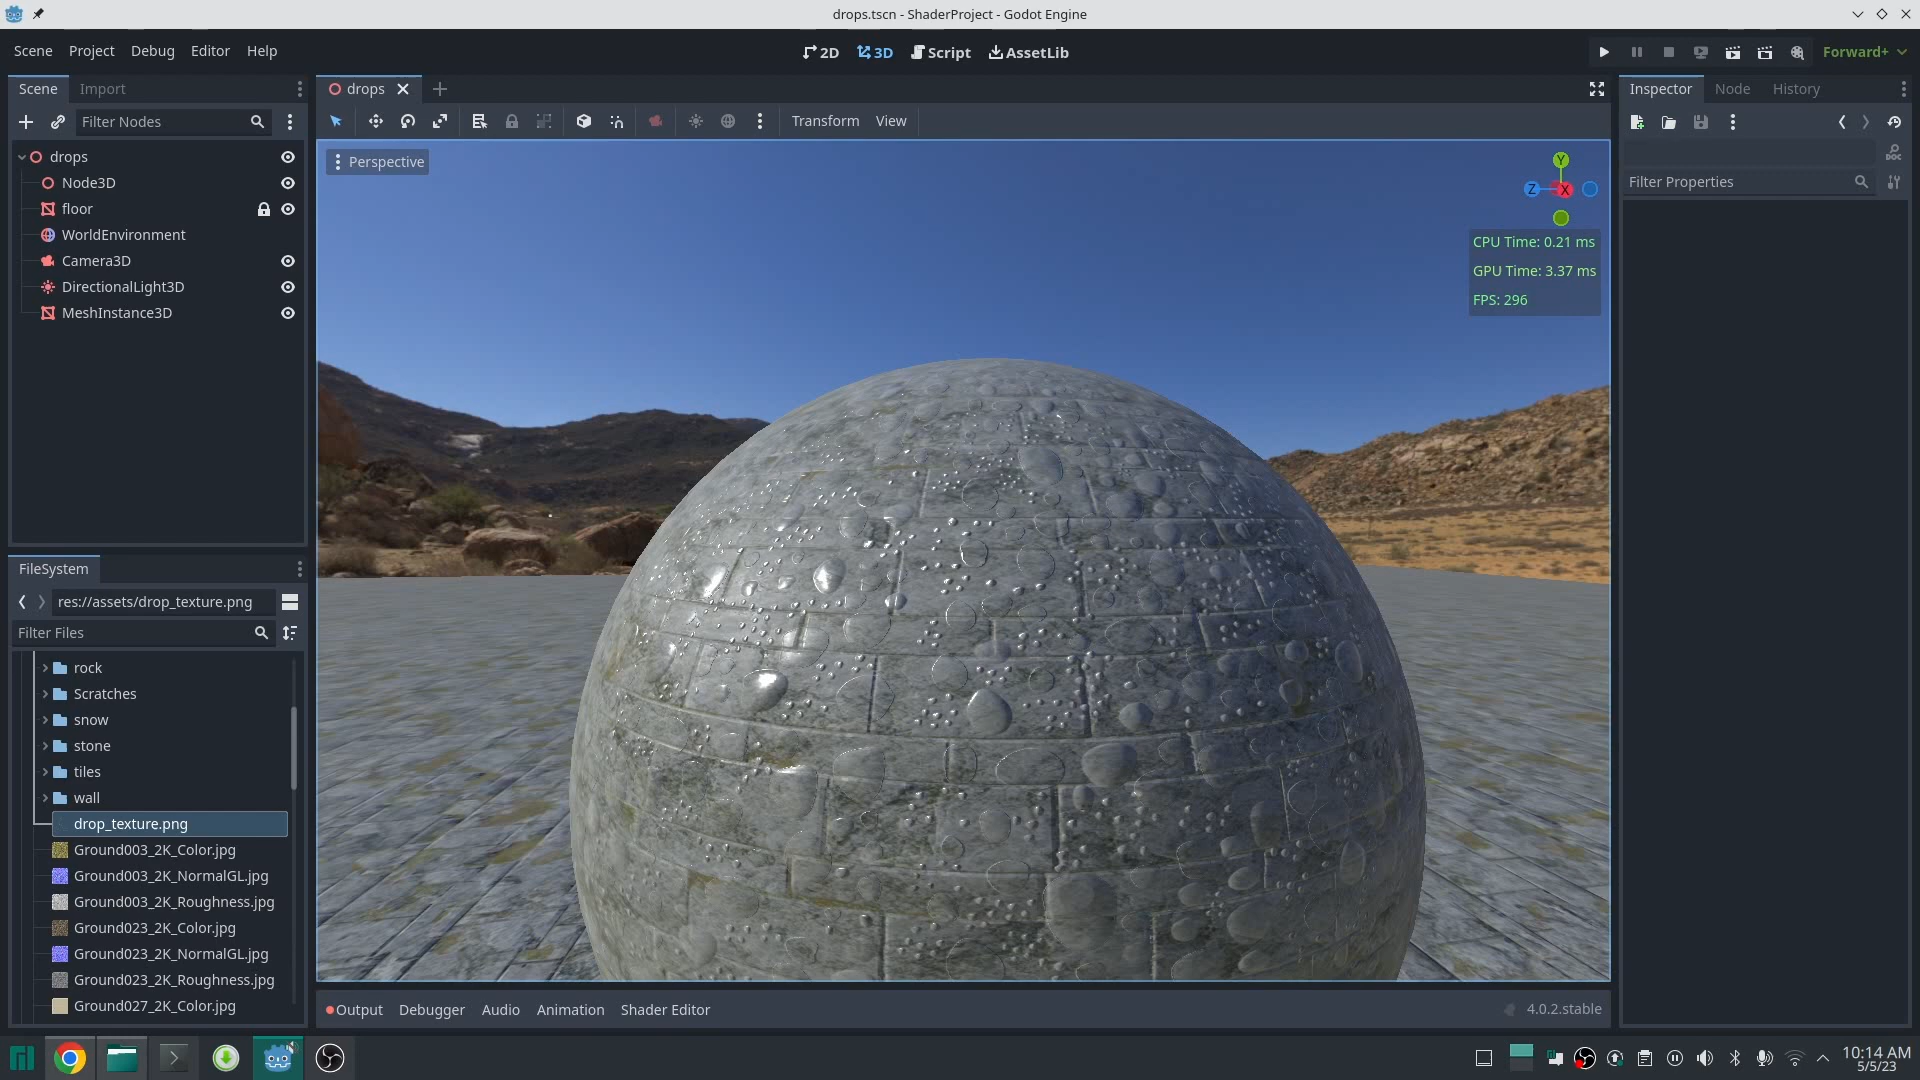 drops.tscn - ShaderProject - Godot Engine
Scene Project Debug Editor Help
2D 3D Script AssetLib
Forward+
Scene Import
drops
Inspector Node History
Filter Nodes
Transform View
drops
Node3D
floor
WorldEnvironment
Camera3D
DirectionalLight3D
MeshInstance3D
Perspective
Y
Z X
CPU Time: 0.21 ms
GPU Time: 3.37 ms
FPS: 296
DOC
Filter Properties
FileSystem
res://assets/drop_texture.png
Filter Files
rock
Scratches
snow
stone
tiles
wall
drop_texture.png
Ground003_2K_Color.jpg
Ground003_2K_NormalGL.jpg
Ground003_2K_Roughness.jpg
Ground023_2K_Color.jpg
Ground023_2K_NormalGL.jpg
Ground023_2K_Roughness.jpg
Ground027_2K_Color.jpg
Output Debugger Audio Animation Shader Editor
4.0.2.stable
10:14 AM
5/5/23